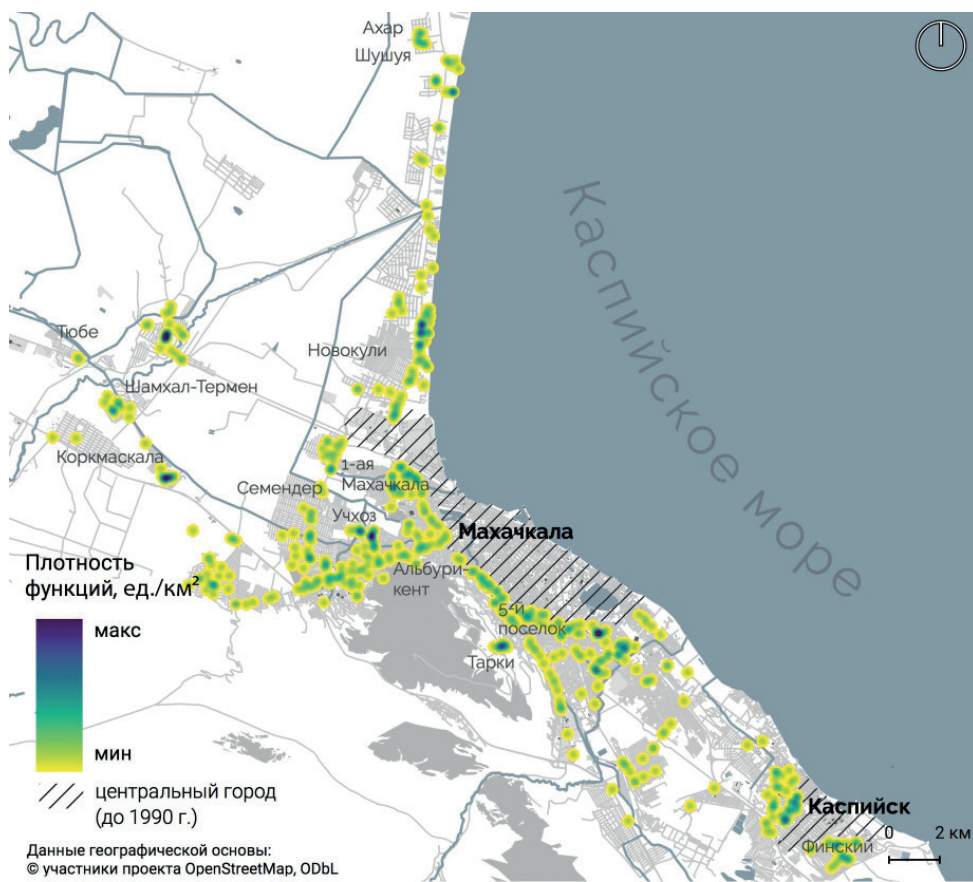 Ахар
Шушуя
Каспийское море
Тюбе
Новокули
Шамхал-Термен
Коркмаскала
1-ая
Махачкала
Семендер
Учхоз
Махачкала
Альбури-
кент
5-й
поселок
Тарки
Каспийск
Финский
0 2 км
Плотность
функций, ед./км²
макс
мин
центральный город
(до 1990 г.)
Данные географической основы:
© участники проекта OpenStreetMap, ODbL